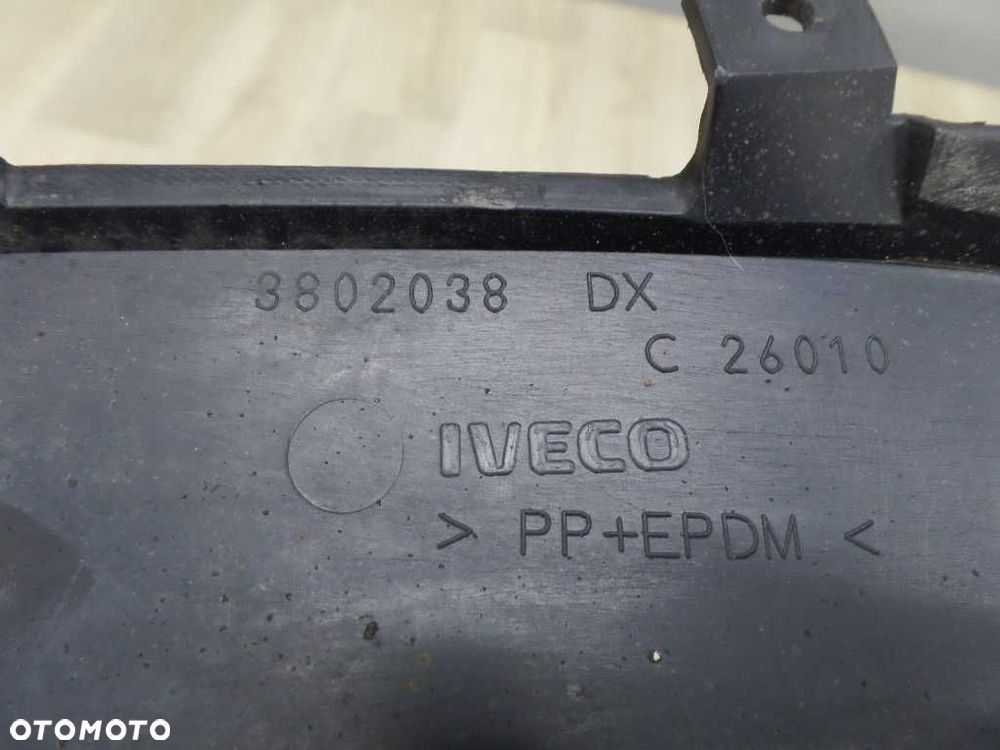 3802038 DX
C 26010
IVECO
> PP+EPDM <
OTOMOTO